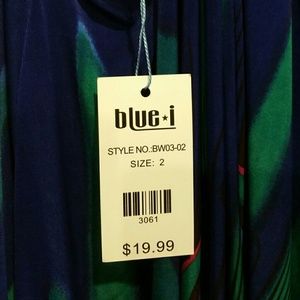 blue★i
STYLE NO.:BW03-02
SIZE: 2
3061
$19.99